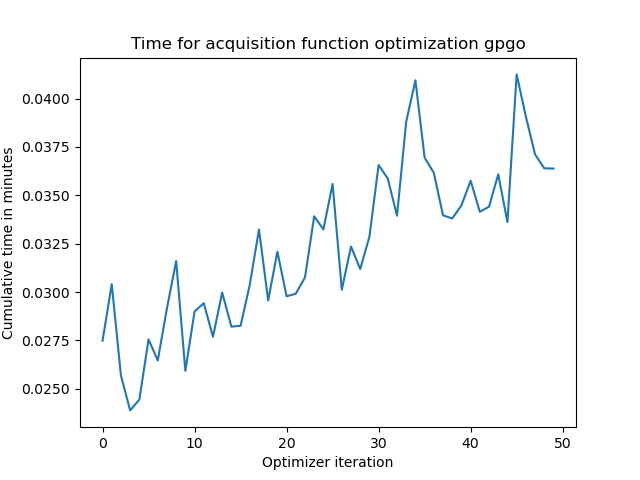 Time for acquisition function optimization gpgo
0.0400
0.0375
0.0350
0.0325
0.0300
0.0275
0.0250
Cumulative time in minutes
0 10 20 30 40 50
Optimizer iteration